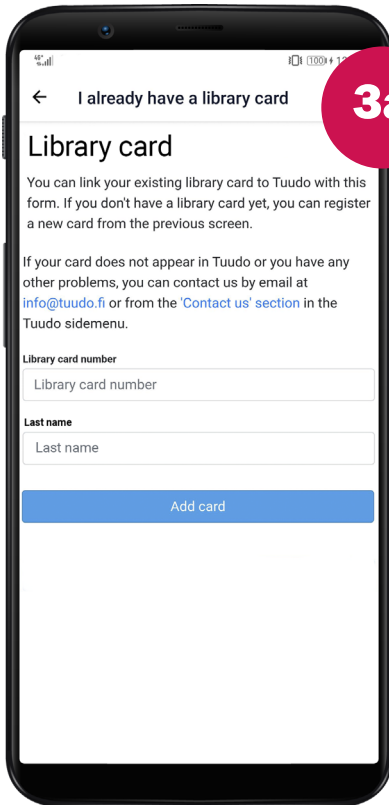 46+
100
I already have a library card
3a
Library card
You can link your existing library card to Tuudo with this
form. If you don't have a library card yet, you can register
a new card from the previous screen.
If your card does not appear in Tuudo or you have any
other problems, you can contact us by email at
info@tuudo.fi or from the 'Contact us' section in the
Tuudo sidemenu.
Library card number
Library card number
Last name
Last name
Add card